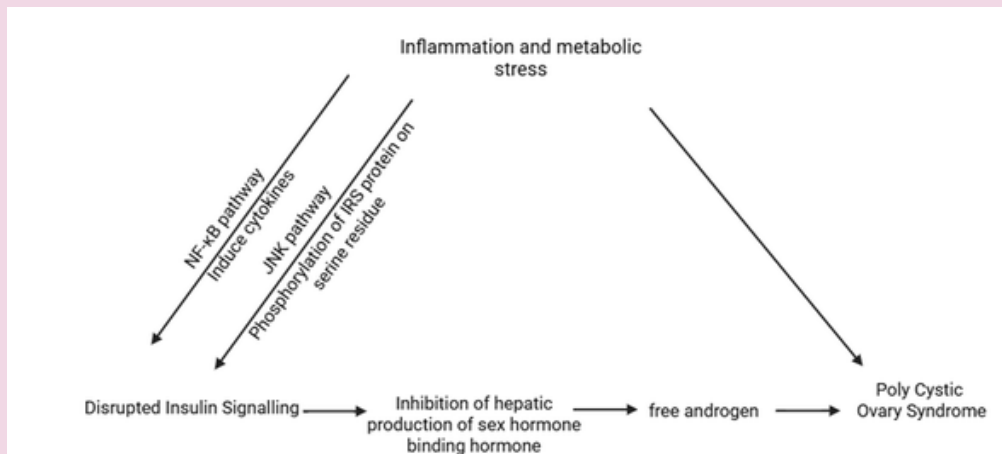 Inflammation and metabolic
stress
NF-κB pathway
Induce cytokines
JNK pathway
Phosphorylation of IRS protein on
serine residue
Disrupted Insulin Signalling
Inhibition of hepatic
production of sex hormone
binding hormone
free androgen
Poly Cystic
Ovary Syndrome